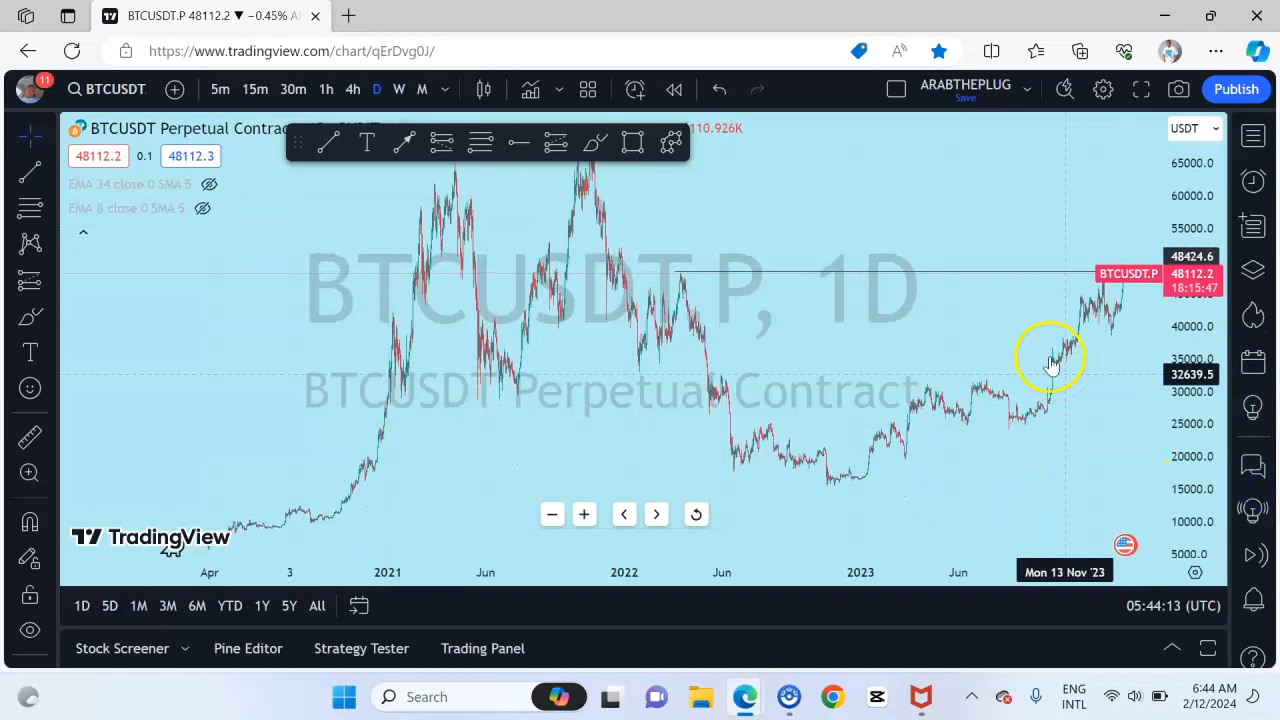 BTCUSDT.P 48112.2 ▼ −0.45% A
https://www.tradingview.com/chart/qErDvg0J/
11
BTCUSDT.
5m 15m 30m 1h 4h D W M
ARABTHEPLUG
Save
Publish
BTCUSDT Perpetual Contrac
110.926K
USDT
48112.2 0.1 48112.3
EMA 34 close 0 SMA 5
EMA 8 close 0 SMA 5
BTCUSDT.P, 1D
BTCUSDT Perpetual Contract
65000.0
60000.0
55000.0
48424.6
BTCUSDT.P 48112.2
18:15:47
40000.0
35000.0
32639.5
30000.0
25000.0
20000.0
15000.0
10000.0
5000.0
TradingView
Apr 3 2021 Jun 2022 Jun 2023 Jun Mon 13 Nov '23
1D 5D 1M 3M 6M YTD 1Y 5Y All
05:44:13 (UTC)
Stock Screener Pine Editor Strategy Tester Trading Panel
Search
ENG
INTL
6:44 AM
2/12/2024